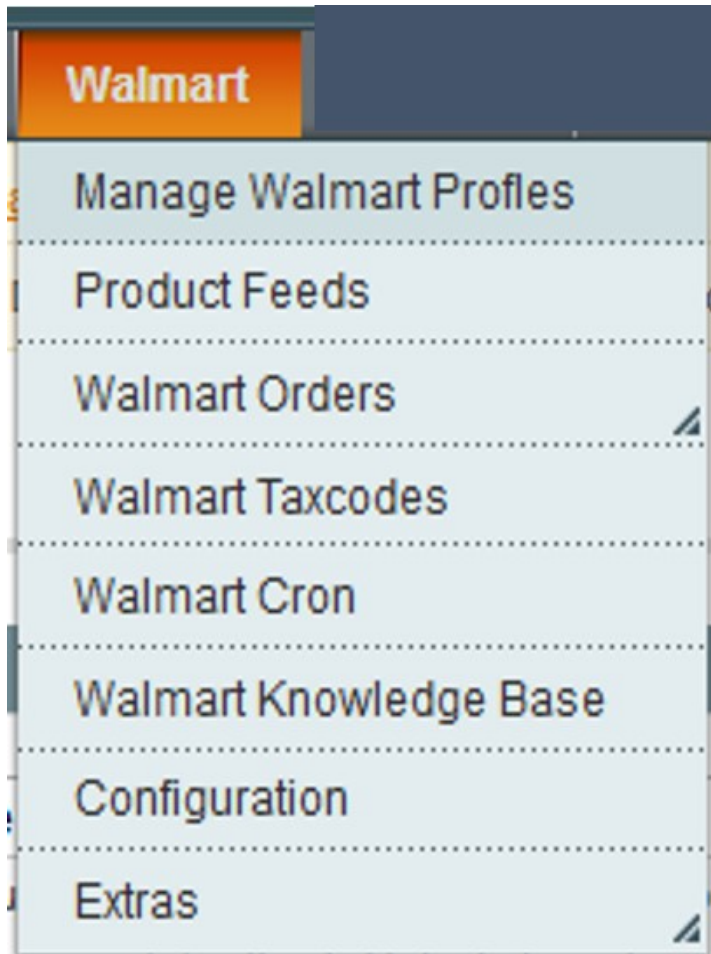 Walmart
Manage Walmart Profles
Product Feeds
Walmart Orders
Walmart Taxcodes
Walmart Cron
Walmart Knowledge Base
Configuration
Extras